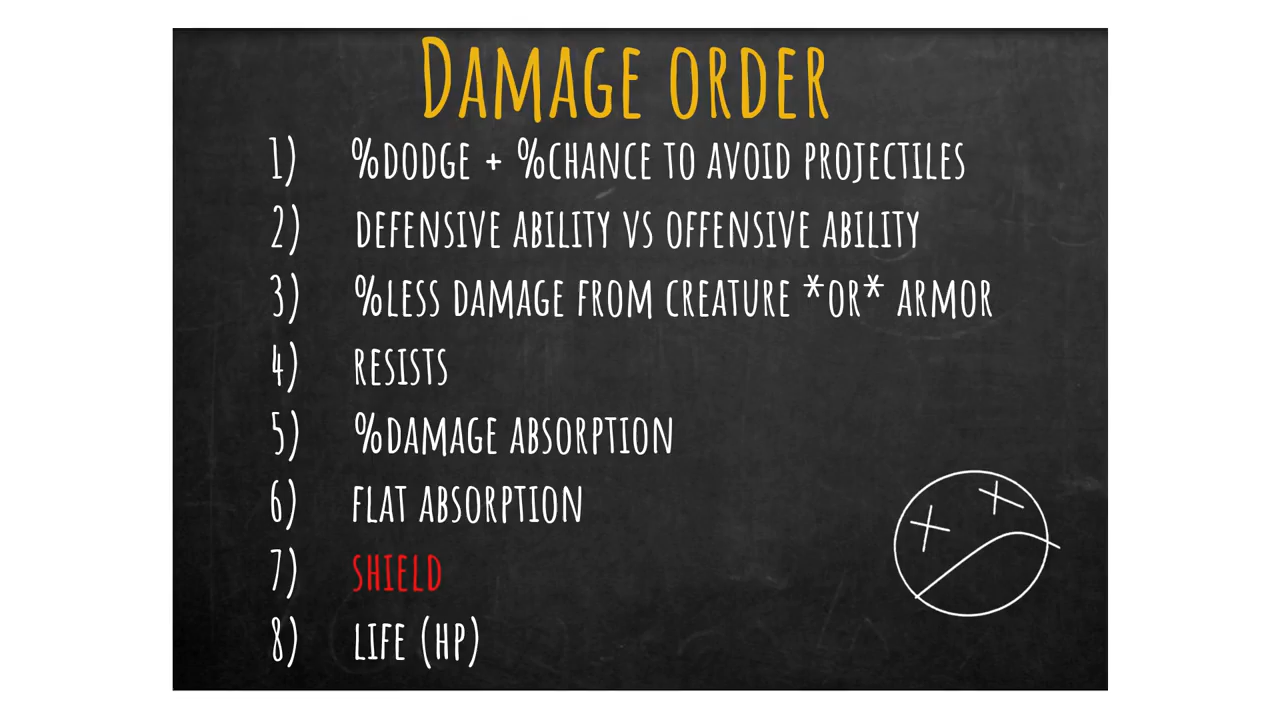 DAMAGE ORDER
1) %DODGE + %CHANCE TO AVOID PROJECTILES
2) DEFENSIVE ABILITY VS OFFENSIVE ABILITY
3) %LESS DAMAGE FROM CREATURE *OR* ARMOR
4) RESISTS
5) %DAMAGE ABSORPTION
6) FLAT ABSORPTION
7) SHIELD
8) LIFE (HP)